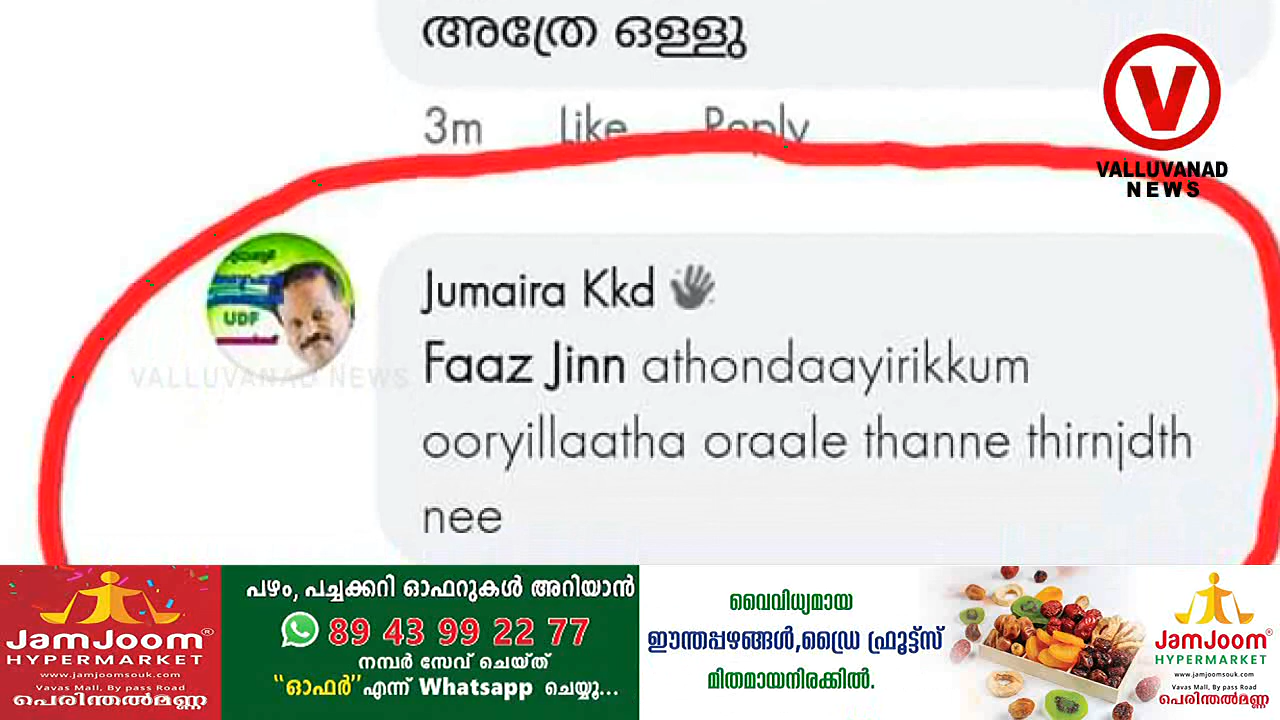 അത്രേ ഒള്ളു
3m Like Reply
V
VALLUVANAD
NEWS
UDF
Jumaira Kkd
Faaz Jinn athondaayirikkum
VALLUVANAD NEWS
ooryillaatha oraale thanne thirnjdth
nee
JamJoom®
HYPERMARKET
www.jamjoomsouk.com
Vavas Mall, By pass Road
പെരിന്തൽമണ്ണ
പഴം, പച്ചക്കറി ഓഫറുകൾ അറിയാൻ
89 43 99 22 77
നമ്പർ സേവ് ചെയ്ത്
“ഓഫർ” എന്ന് Whatsapp ചെയ്യൂ...
വൈവിധ്യമായ
ഈന്തപ്പഴങ്ങൾ,ഡ്രൈ ഫ്രൂട്ട്സ്
മിതമായനിരക്കിൽ.
JamJoom®
HYPERMARKET
www.jamjoomsouk.com
Vavas Mall, By pass Road
പെരിന്തൽമണ്ണ